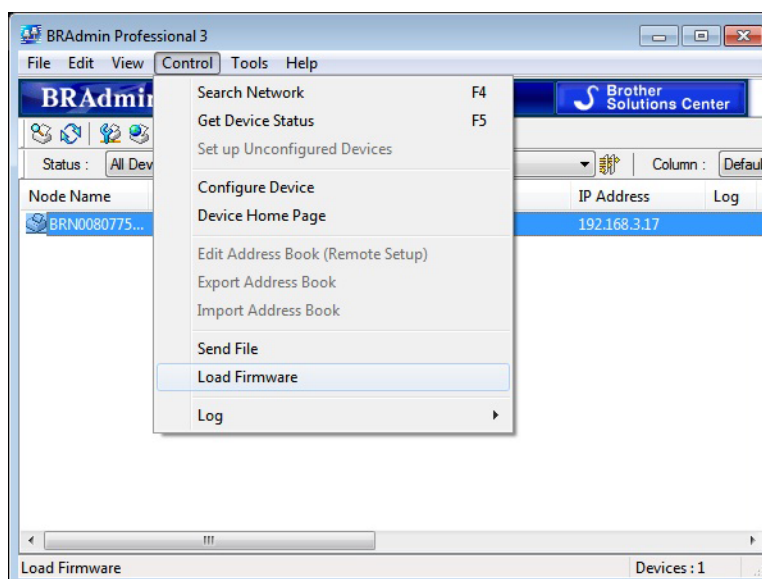 BRAdmin Professional 3
File Edit View Control Tools Help
BRAdmi
Brother
Solutions Center
Search Network F4
Get Device Status F5
Set up Unconfigured Devices
Status : All Dev
Column : Defaul
Configure Device
Node Name IP Address Log
Device Home Page
BRN0080775... 192.168.3.17
Edit Address Book (Remote Setup)
Export Address Book
Import Address Book
Send File
Load Firmware
Log
Load Firmware Devices : 1